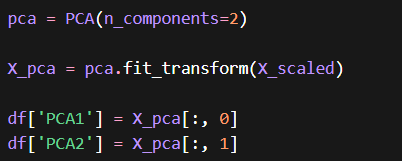 pca = PCA(n_components=2)
X_pca = pca.fit_transform(X_scaled)
df['PCA1'] = X_pca[:, 0]
df['PCA2'] = X_pca[:, 1]